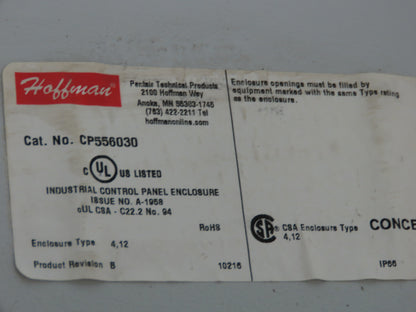 Hoffman
Pentair Technical Products
2100 Hoffman Way
Anoka, MN 55303-1745
(763) 422-2211 Tel
hoffmanonline.com
Enclosure openings must be filled by
equipment marked with the same Type rating
as the enclosure.
Cat. No. CP556030
c UL US LISTED
INDUSTRIAL CONTROL PANEL ENCLOSURE
ISSUE NO. A-1958
cUL CSA - C22.2 No. 94
RoHS
Enclosure Type 4,12
Product Revision B 10216
SA ® CSA Enclosure Type
4,12
CONCE
IP66